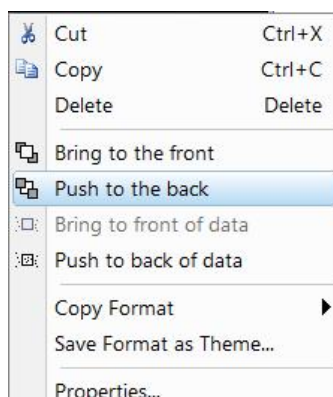 Cut Ctrl+X
Copy Ctrl+C
Delete Delete
Bring to the front
Push to the back
Bring to front of data
Push to back of data
Copy Format
Save Format as Theme...
Properties...